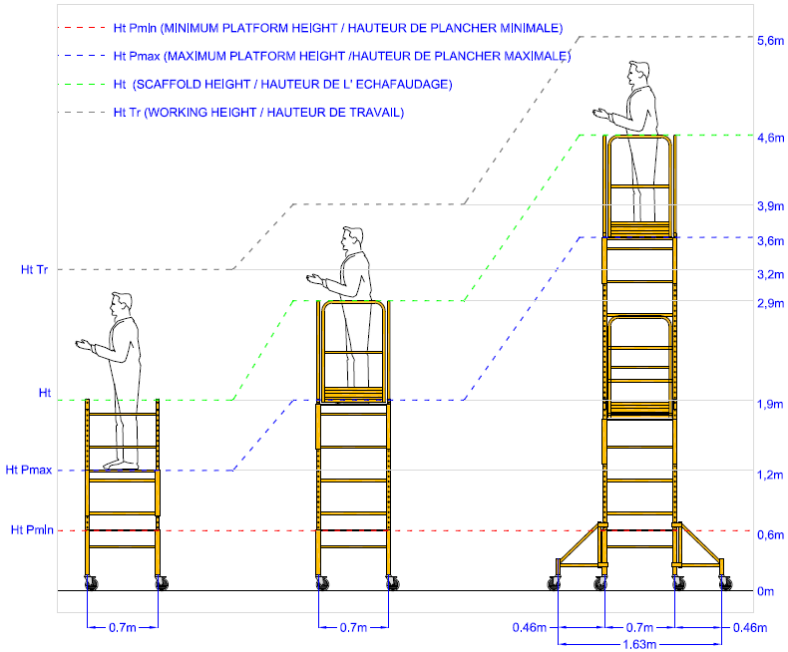 Ht PmIn (MINIMUM PLATFORM HEIGHT / HAUTEUR DE PLANCHER MINIMALE)
Ht Pmax (MAXIMUM PLATFORM HEIGHT /HAUTEUR DE PLANCHER MAXIMALE)
Ht (SCAFFOLD HEIGHT / HAUTEUR DE L' ECHAFAUDAGE)
Ht Tr (WORKING HEIGHT / HAUTEUR DE TRAVAIL)
5,6m
4,6m
3,9m
3,6m
Ht Tr
3,2m
2,9m
Ht
1,9m
Ht Pmax
1,2m
Ht PmIn
0,6m
0m
0.7m
0.7m
0.46m
0.7m
0.46m
1.63m